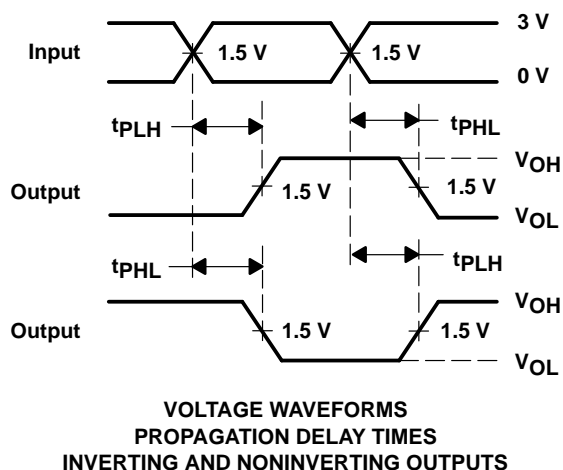 3 V
Input
1.5 V
1.5 V
0 V
tPLH
tPHL
VOH
Output
1.5 V
1.5 V
VOL
tPHL
tPLH
VOH
Output
1.5 V
1.5 V
VOL
VOLTAGE WAVEFORMS
PROPAGATION DELAY TIMES
INVERTING AND NONINVERTING OUTPUTS